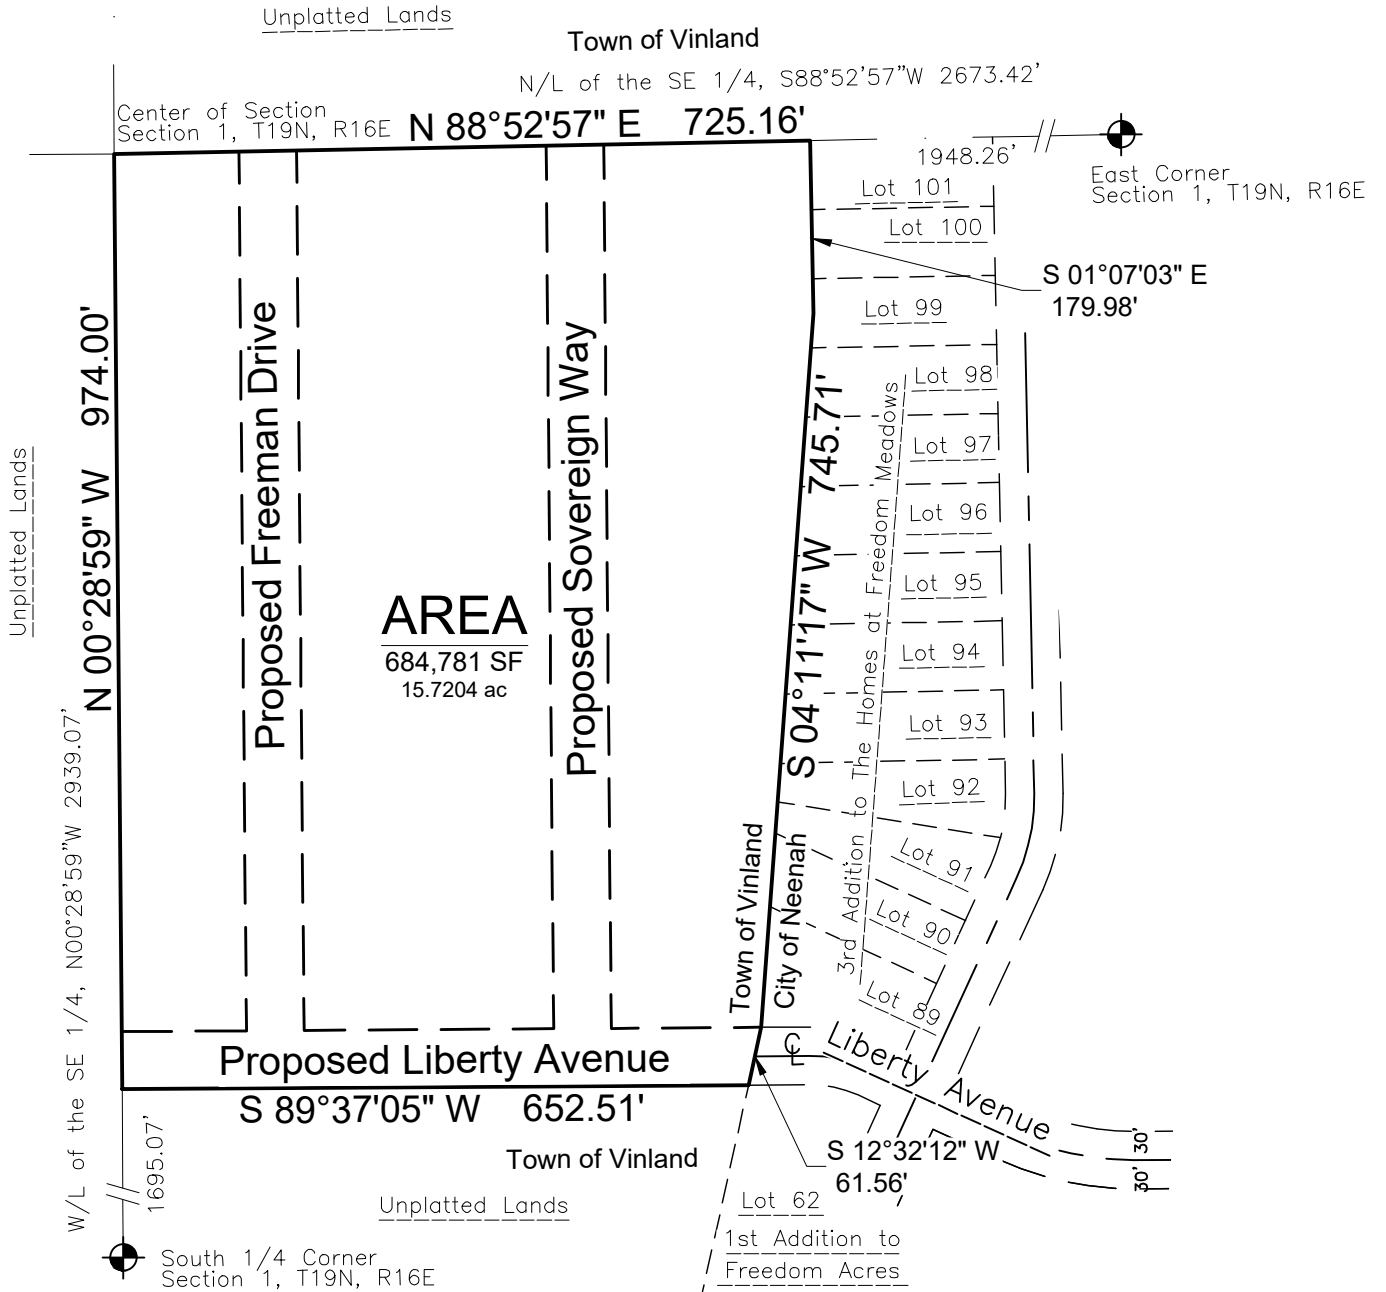 Unplatted Lands
Town of Vinland
N/L of the SE 1/4, S88°52'57"W 2673.42'
Center of Section
Section 1, T19N, R16E
N 88°52'57" E 725.16'
1948.26'
East Corner
Section 1, T19N, R16E
Lot 101
Lot 100
S 01°07'03" E
179.98'
Lot 99
Lot 98
Lot 97
Lot 96
Lot 95
Lot 94
Lot 93
Lot 92
Lot 91
Lot 90
Lot 89
3rd Addition to The Homes at Freedom Meadows
S 04°11'17" W 745.71'
Town of Vinland
City of Neenah
Proposed Freeman Drive
Proposed Sovereign Way
AREA
684,781 SF
15.7204 ac
N 00°28'59" W 974.00'
Unplatted Lands
W/L of the SE 1/4, N00°28'59"W 2939.07'
Proposed Liberty Avenue
CL
Liberty Avenue
30'
30'
S 89°37'05" W 652.51'
S 12°32'12" W
61.56'
Town of Vinland
Unplatted Lands
1695.07'
Lot 62
1st Addition to
Freedom Acres
South 1/4 Corner
Section 1, T19N, R16E